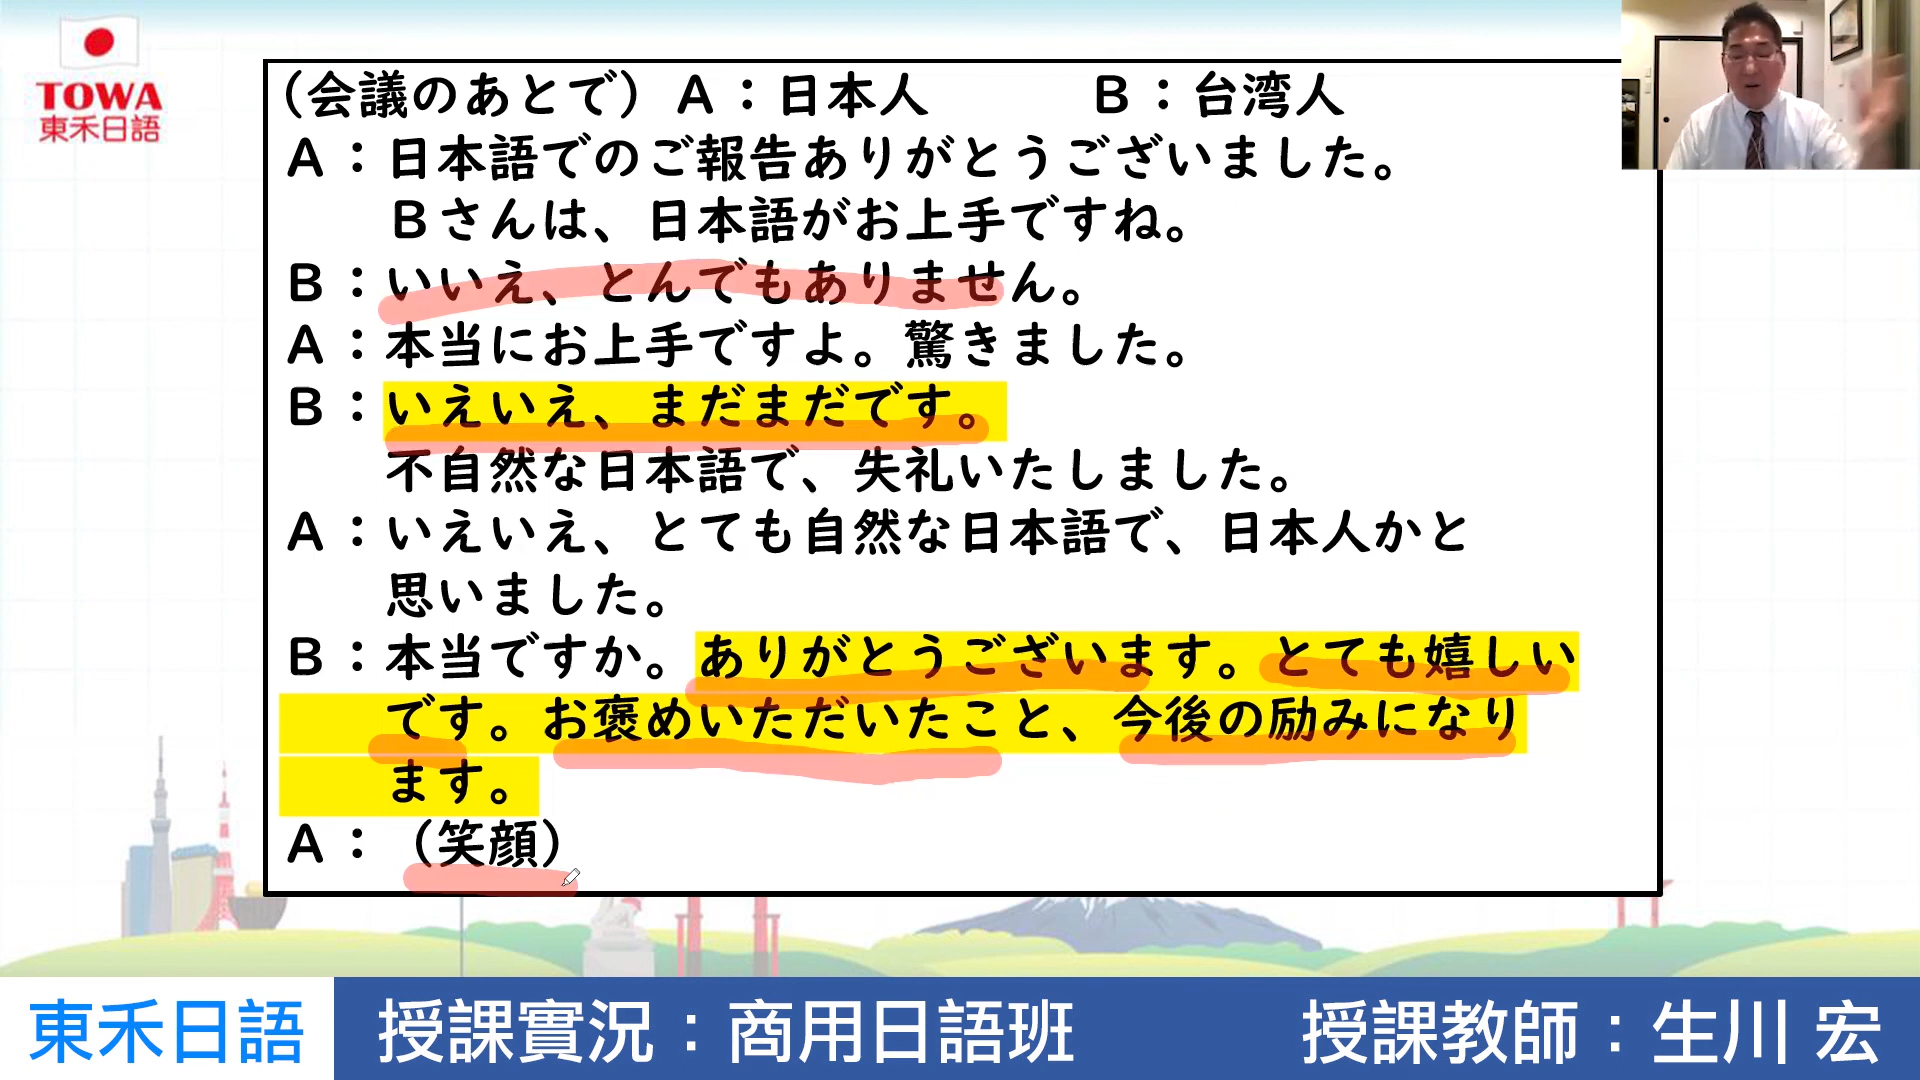 TOWA
東禾日語
(会議のあとで) A：日本人 B：台湾人
A：日本語でのご報告ありがとうございました。
Bさんは、日本語がお上手ですね。
B：いいえ、とんでもありません。
A：本当にお上手ですよ。驚きました。
B：いえいえ、まだまだです。
不自然な日本語で、失礼いたしました。
A：いえいえ、とても自然な日本語で、日本人かと
思いました。
B：本当ですか。ありがとうございます。とても嬉しい
です。お褒めいただいたこと、今後の励みになり
ます。
A：(笑顔)
東禾日語
授課實況：商用日語班
授課教師：生川 宏